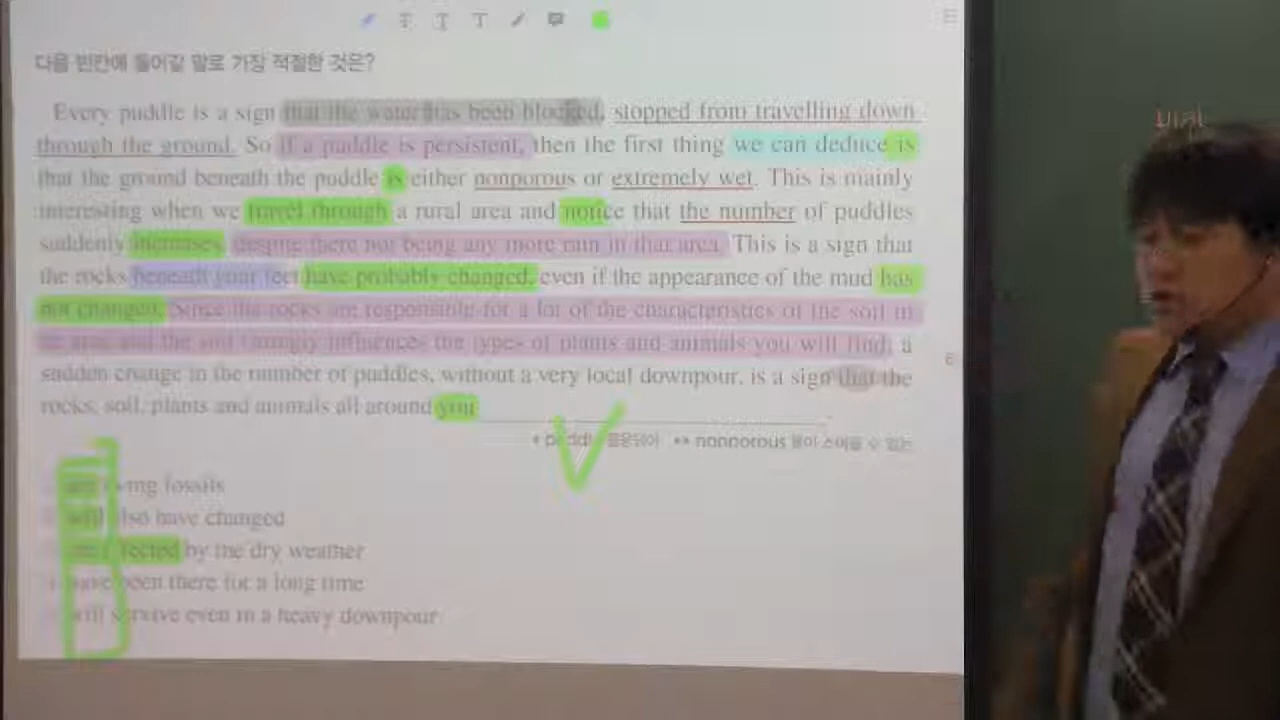 다음 빈칸에 들어갈 말로 가장 적절한 것은?
Every puddle is a sign that the water has been blocked, stopped from travelling down
through the ground. So if a puddle is persistent, then the first thing we can deduce is
that the ground beneath the puddle is either nonporous or extremely wet. This is mainly
interesting when we travel through a rural area and notice that the number of puddles
suddenly increases, despite there not being any more rain in that area. This is a sign that
the rocks beneath your feet have probably changed, even if the appearance of the mud has
not changed. Since the rocks are responsible for a lot of the characteristics of the soil in
an area and the soil strongly influences the types of plants and animals you will find, a
sudden change in the number of puddles, without a very local downpour, is a sign that the
rocks, soil, plants and animals all around you
* puddle 물웅덩이 ** nonporous 물이 스며들 수 없는
are living fossils
will also have changed
are affected by the dry weather
have been there for a long time
will survive even in a heavy downpour